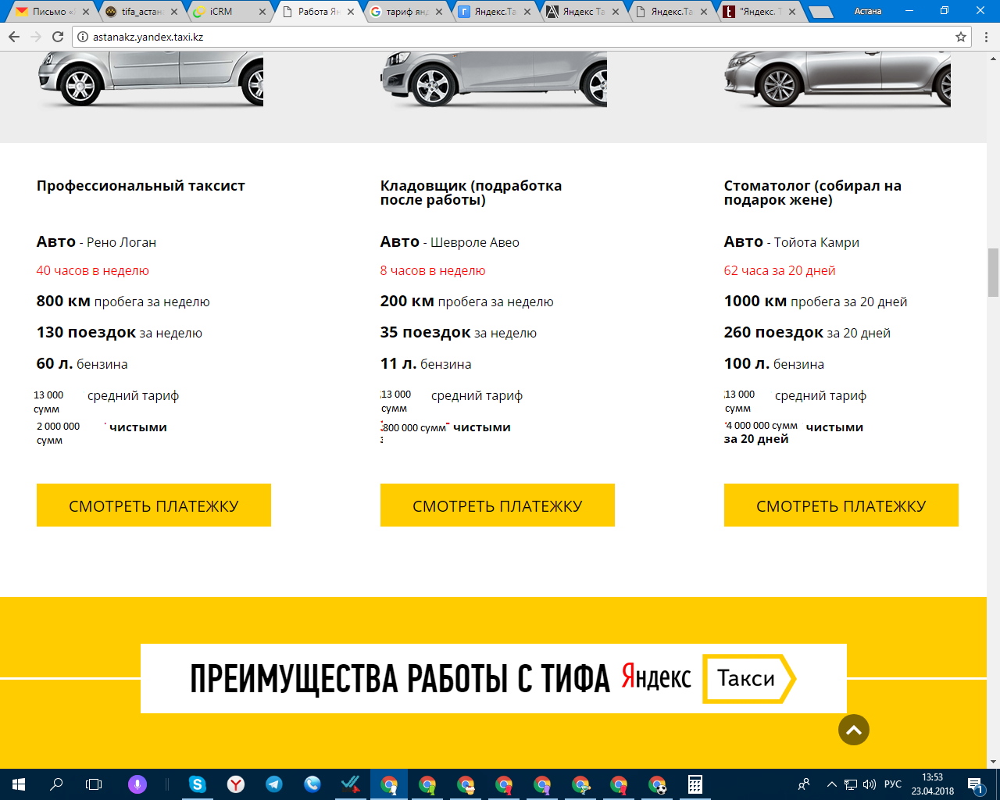 Письмо «
tifa_астан
iCRM
Работа Ян
тариф янд
Яндекс.Та
Яндекс Та
Яндекс.Та
"Яндекс. Т
Астана
astanakz.yandex.taxi.kz
Профессиональный таксист
Авто - Рено Логан
40 часов в неделю
800 км пробега за неделю
130 поездок за неделю
60 л. бензина
13 000 сумм средний тариф
2 000 000 сумм чистыми
СМОТРЕТЬ ПЛАТЕЖКУ
Кладовщик (подработка
после работы)
Авто - Шевроле Авео
8 часов в неделю
200 км пробега за неделю
35 поездок за неделю
11 л. бензина
13 000 сумм средний тариф
800 000 сумм чистыми
СМОТРЕТЬ ПЛАТЕЖКУ
Стоматолог (собирал на
подарок жене)
Авто - Тойота Камри
62 часа за 20 дней
1000 км пробега за 20 дней
260 поездок за 20 дней
100 л. бензина
13 000 сумм средний тариф
4 000 000 сумм чистыми
за 20 дней
СМОТРЕТЬ ПЛАТЕЖКУ
ПРЕИМУЩЕСТВА РАБОТЫ С ТИФА Яндекс Такси
РУС
13:53
23.04.2018
1